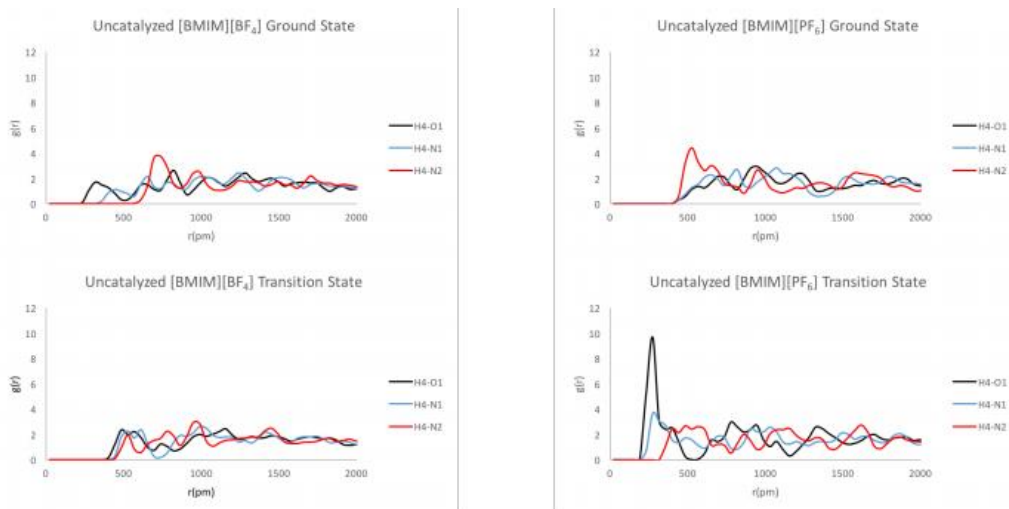 Uncatalyzed [BMIM][BF₄] Ground State
12
10
8
6
4
2
0
g(r)
0 500 1000 1500 2000
r(pm)
H4-O1
H4-N1
H4-N2
Uncatalyzed [BMIM][PF₆] Ground State
12
10
8
6
4
2
0
g(r)
0 500 1000 1500 2000
r(pm)
H4-O1
H4-N1
H4-N2
Uncatalyzed [BMIM][BF₄] Transition State
12
10
8
6
4
2
0
g(r)
0 500 1000 1500 2000
r(pm)
H4-O1
H4-N1
H4-N2
Uncatalyzed [BMIM][PF₆] Transition State
12
10
8
6
4
2
0
g(r)
0 500 1000 1500 2000
r(pm)
H4-O1
H4-N1
H4-N2